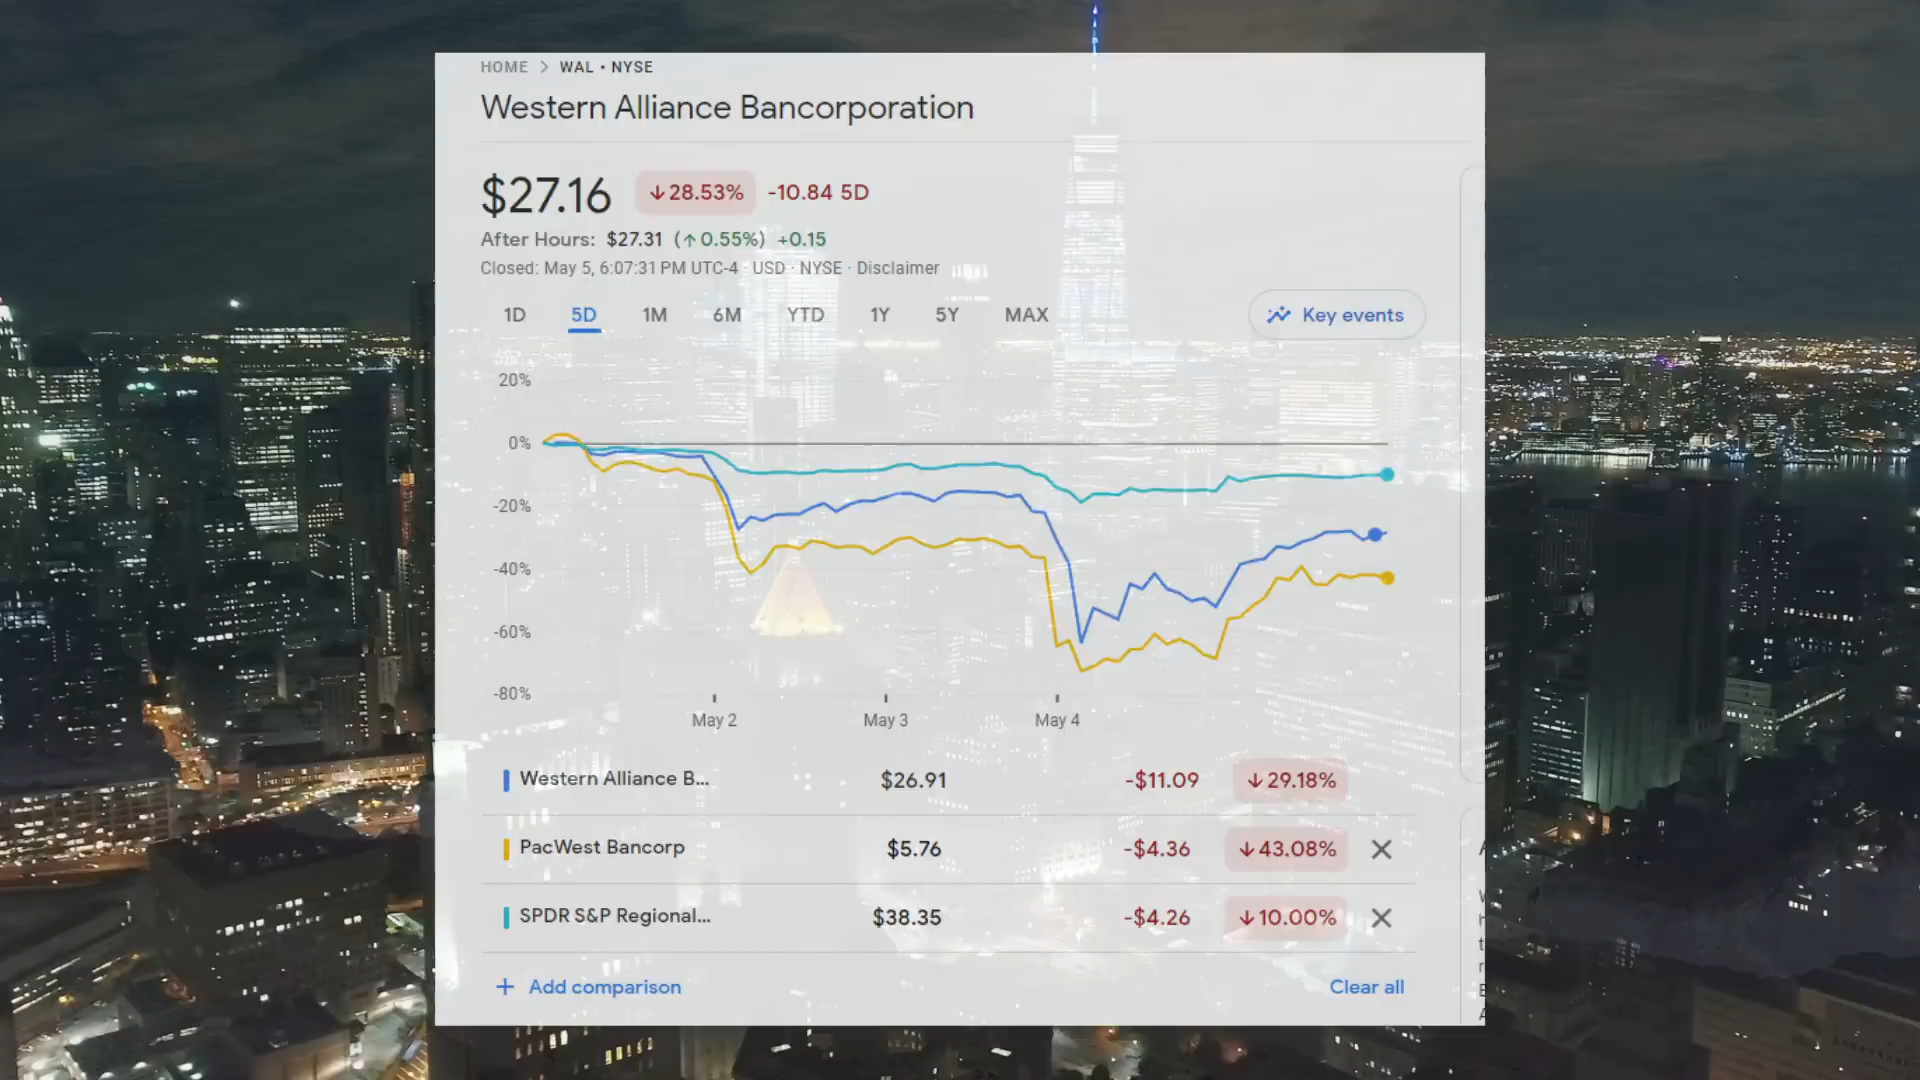 HOME > WAL • NYSE
Western Alliance Bancorporation
$27.16 ↓28.53% -10.84 5D
After Hours: $27.31 (↑0.55%) +0.15
Closed: May 5, 6:07:31 PM UTC-4 · USD · NYSE · Disclaimer
1D 5D 1M 6M YTD 1Y 5Y MAX Key events
20%
0%
-20%
-40%
-60%
-80%
May 2 May 3 May 4
Western Alliance B... $26.91 -$11.09 ↓29.18%
PacWest Bancorp $5.76 -$4.36 ↓43.08%
SPDR S&P Regional... $38.35 -$4.26 ↓10.00%
+ Add comparison Clear all